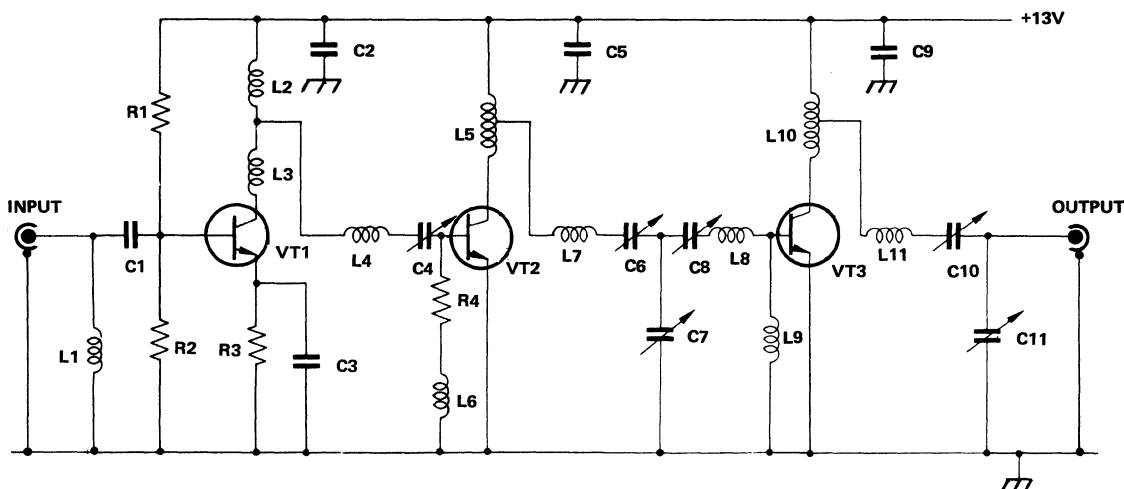 +13V
C2
C5
C9
L2
R1
L5
L10
L3
INPUT
OUTPUT
C1
VT1
L4
C4
VT2
L7
C6
C8
L8
VT3
L11
C10
R4
L1
R2
R3
C3
C7
L9
C11
L6